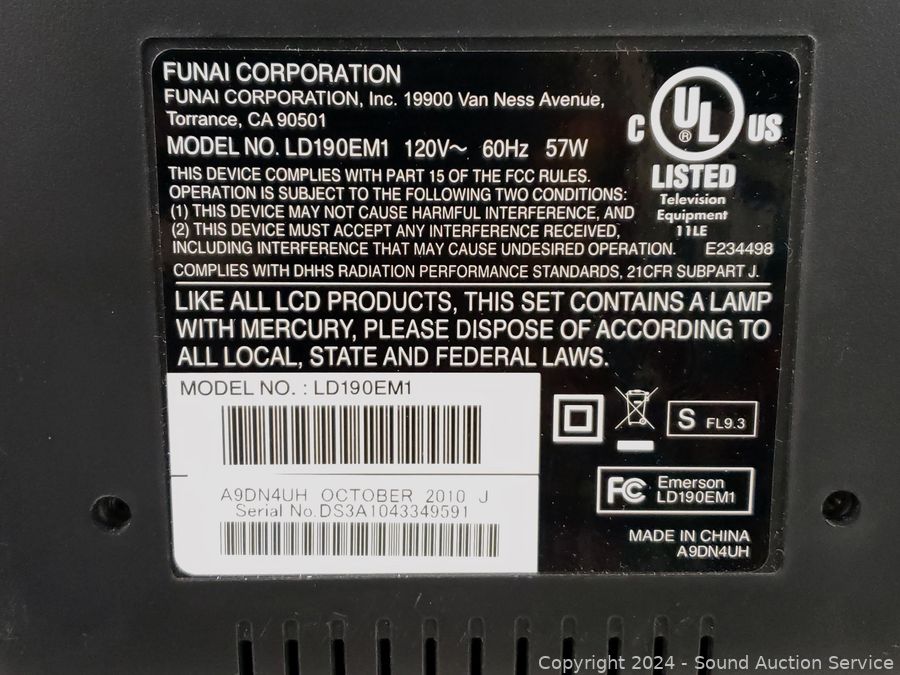 FUNAI CORPORATION
FUNAI CORPORATION, Inc. 19900 Van Ness Avenue,
Torrance, CA 90501
MODEL NO. LD190EM1 120V~ 60Hz 57W
THIS DEVICE COMPLIES WITH PART 15 OF THE FCC RULES.
OPERATION IS SUBJECT TO THE FOLLOWING TWO CONDITIONS:
(1) THIS DEVICE MAY NOT CAUSE HARMFUL INTERFERENCE, AND
(2) THIS DEVICE MUST ACCEPT ANY INTERFERENCE RECEIVED,
INCLUDING INTERFERENCE THAT MAY CAUSE UNDESIRED OPERATION.
C UL ® US
LISTED
Television
Equipment
11LE
E234498
COMPLIES WITH DHHS RADIATION PERFORMANCE STANDARDS, 21CFR SUBPART J.
LIKE ALL LCD PRODUCTS, THIS SET CONTAINS A LAMP
WITH MERCURY, PLEASE DISPOSE OF ACCORDING TO
ALL LOCAL, STATE AND FEDERAL LAWS.
MODEL NO. : LD190EM1
A9DN4UH OCTOBER 2010 J
Serial No.DS3A1043349591
S FL9.3
FC Emerson
LD190EM1
MADE IN CHINA
A9DN4UH
Copyright 2024 - Sound Auction Service